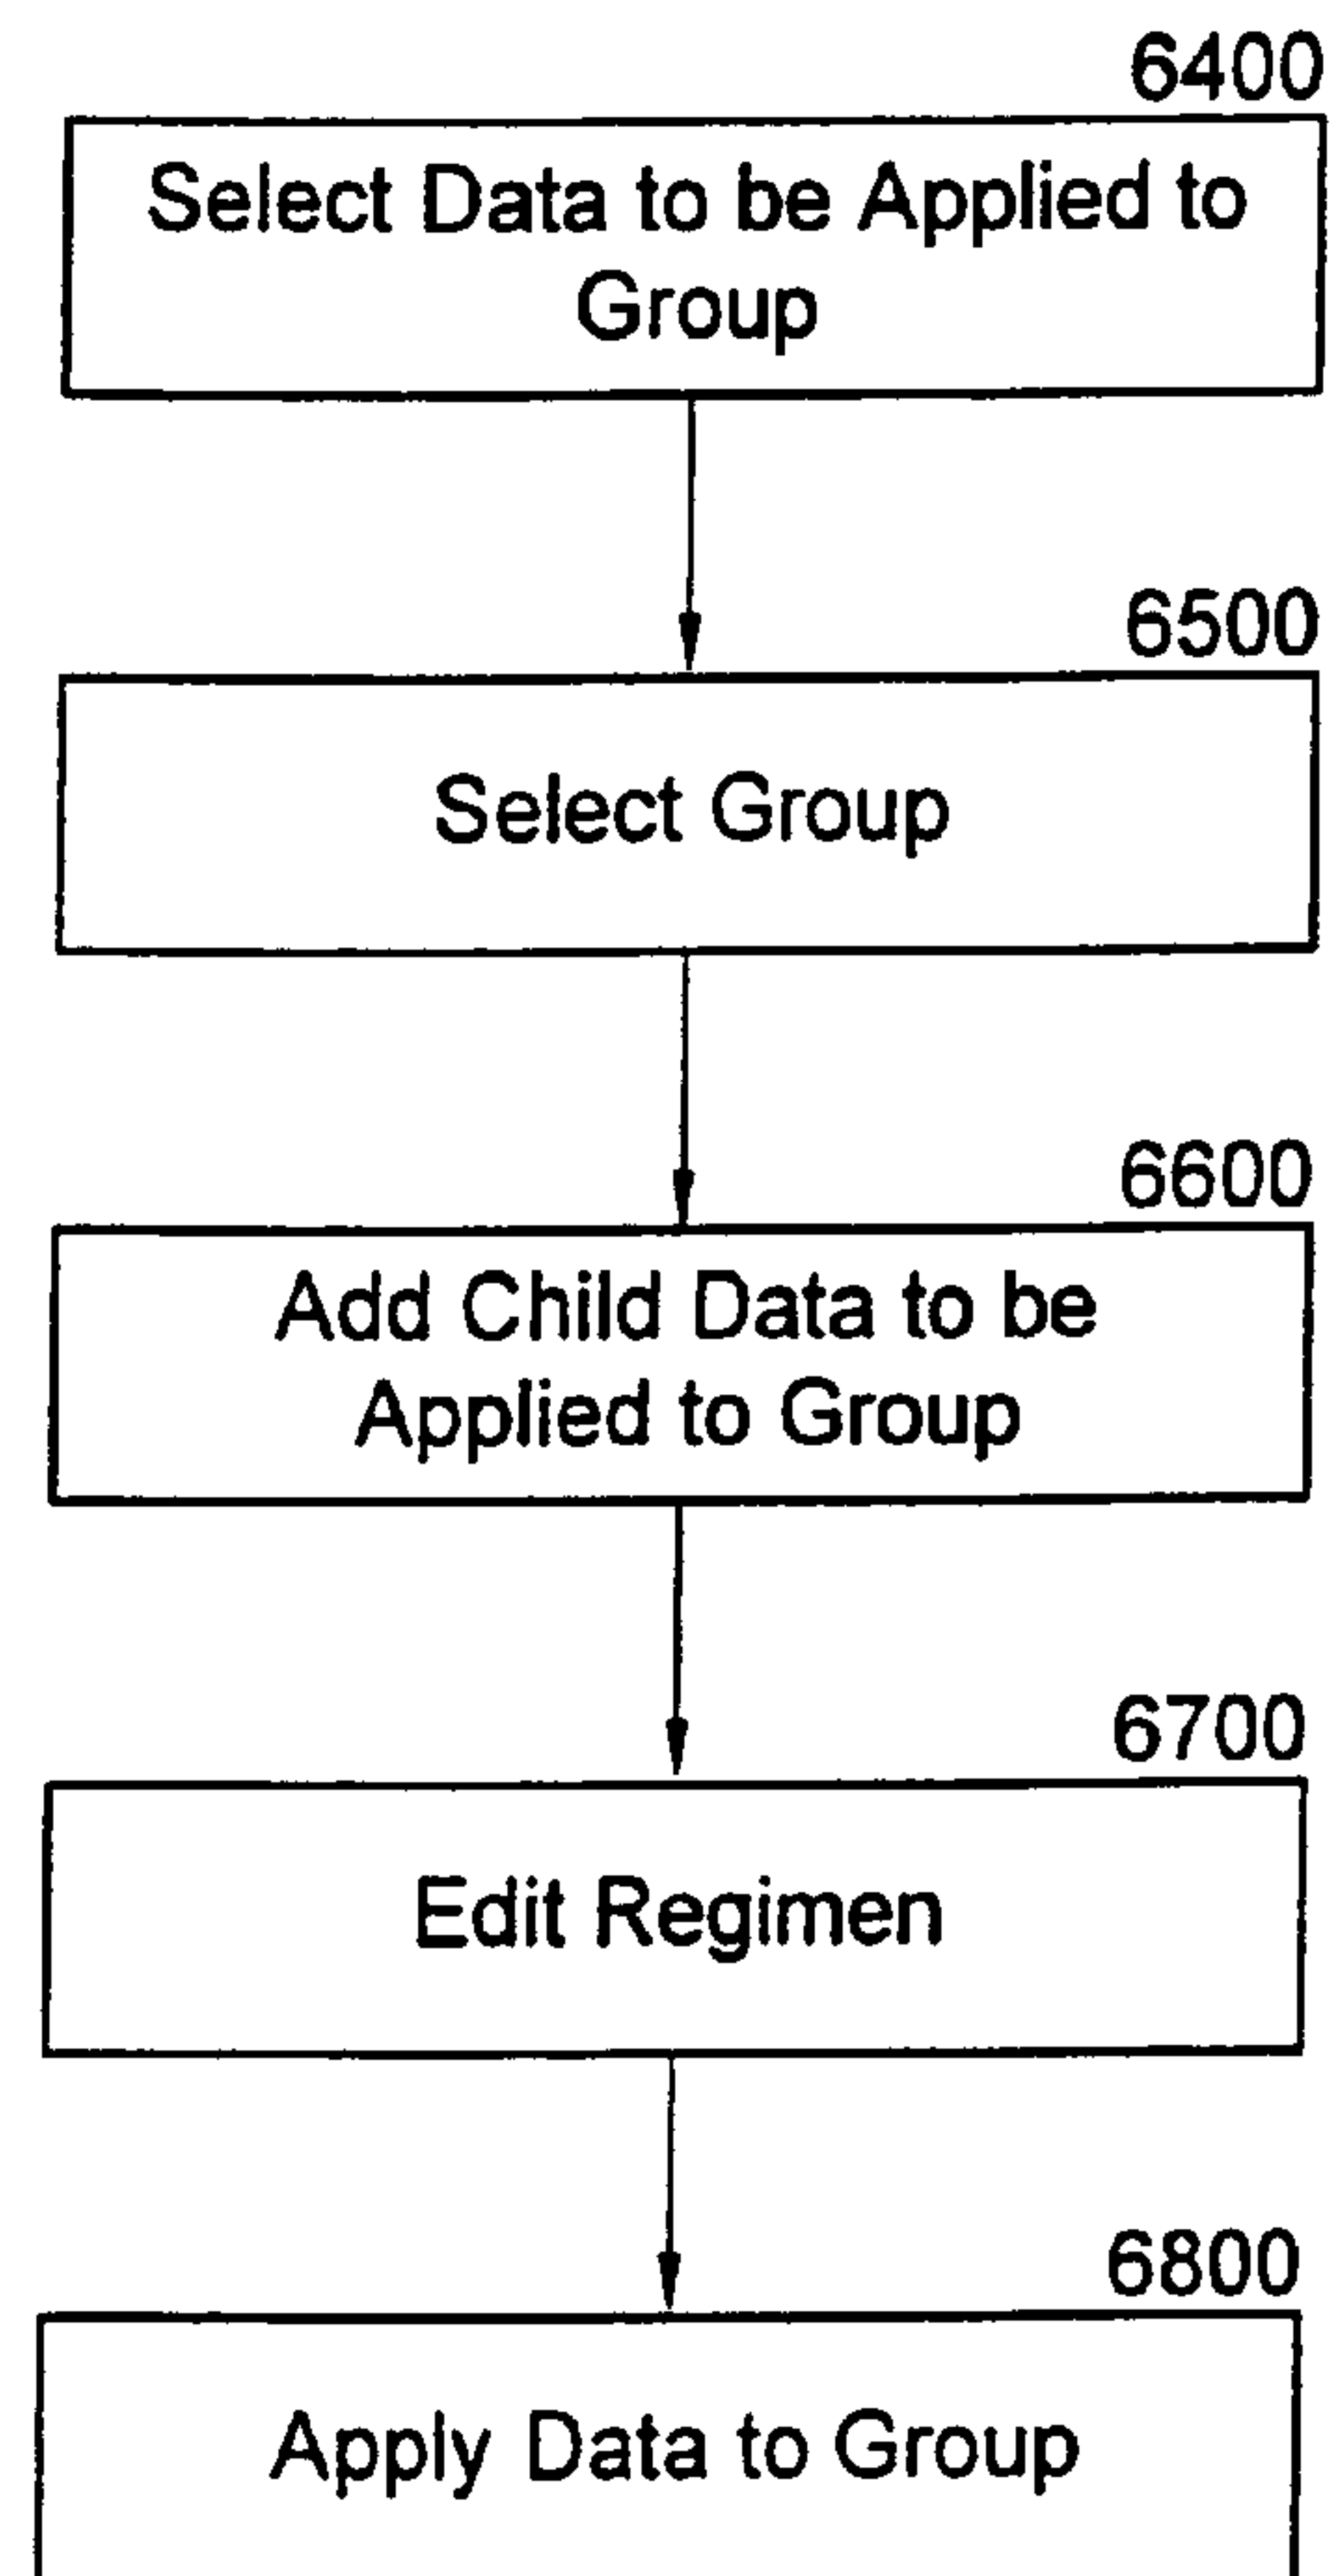 6400
Select Data to be Applied to
Group
6500
Select Group
6600
Add Child Data to be
Applied to Group
6700
Edit Regimen
6800
Apply Data to Group